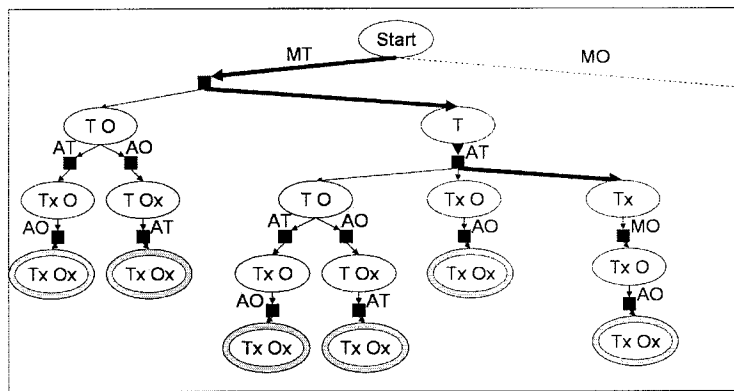 Start
MT MO
T O T
AT AO AT
Tx O T Ox T O Tx O Tx
AO AT AT AO AO MO
Tx Ox Tx Ox Tx O T Ox Tx Ox Tx O
AO AT AO
Tx Ox Tx Ox Tx Ox